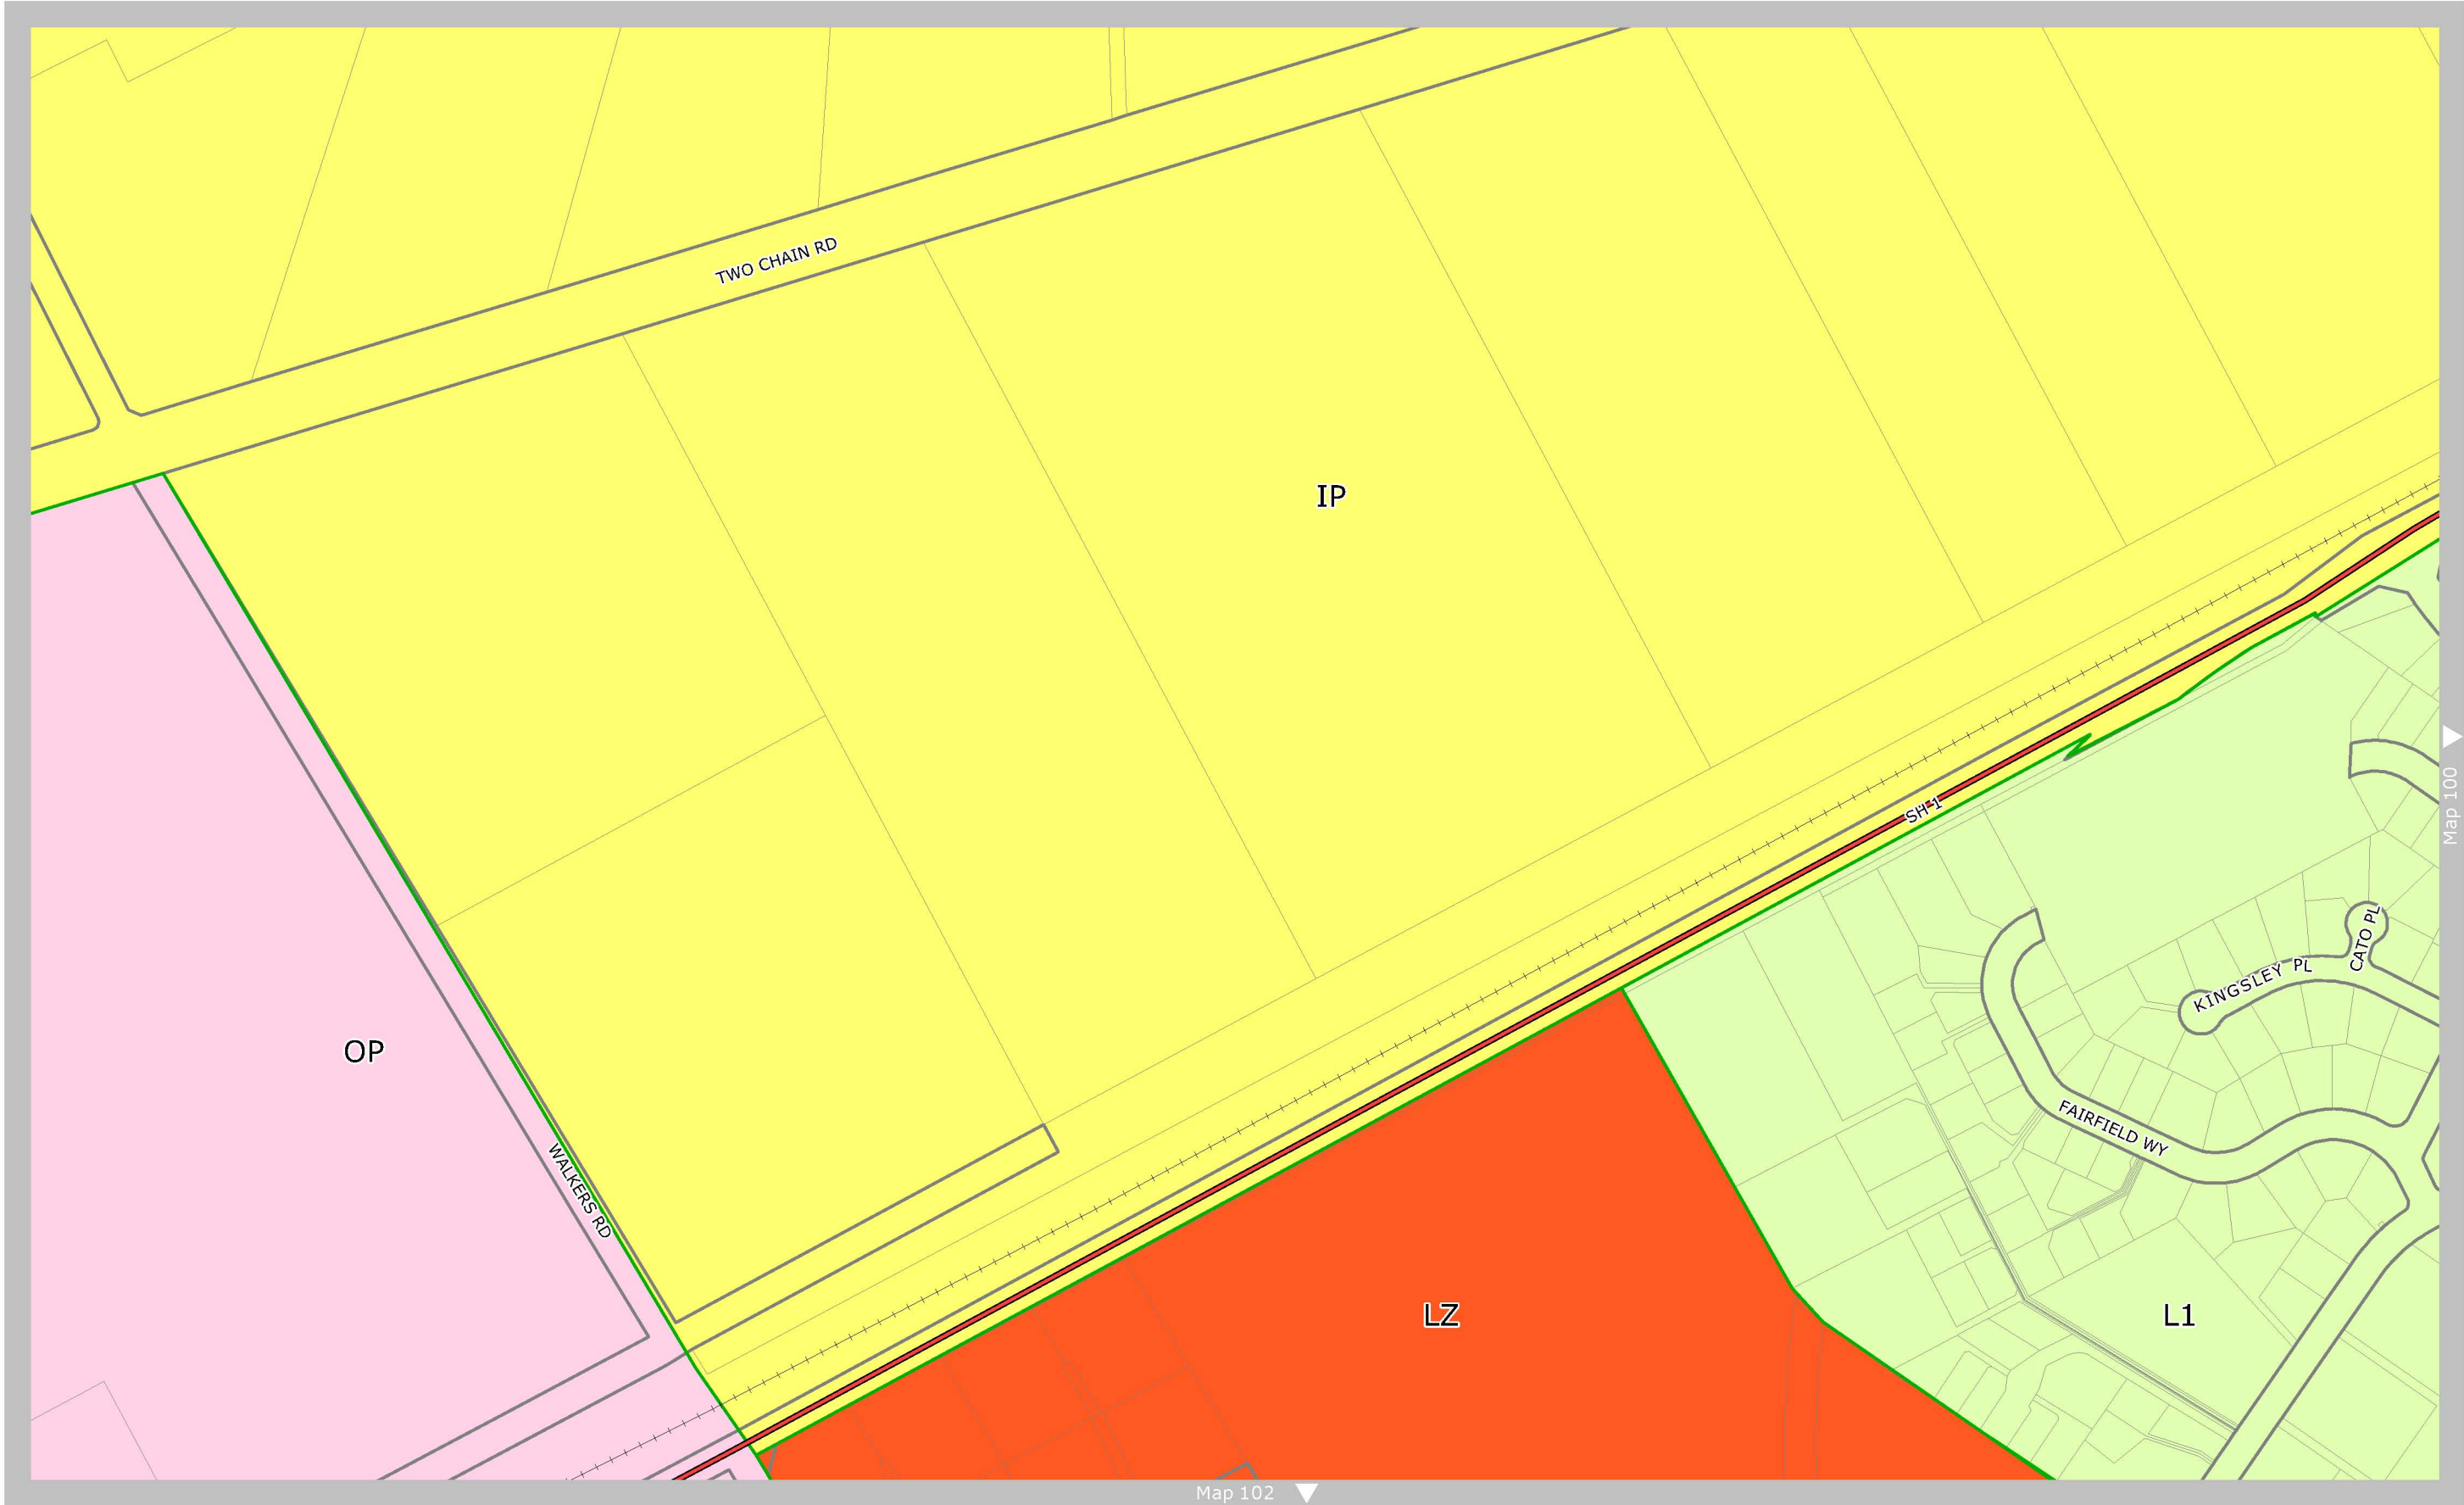 TWO CHAIN RD
IP
Map 100
SH 1
CATO PL
KINGSLEY PL
OP
FAIRFIELD WY
WALKERS RD
LZ
L1
Map 102